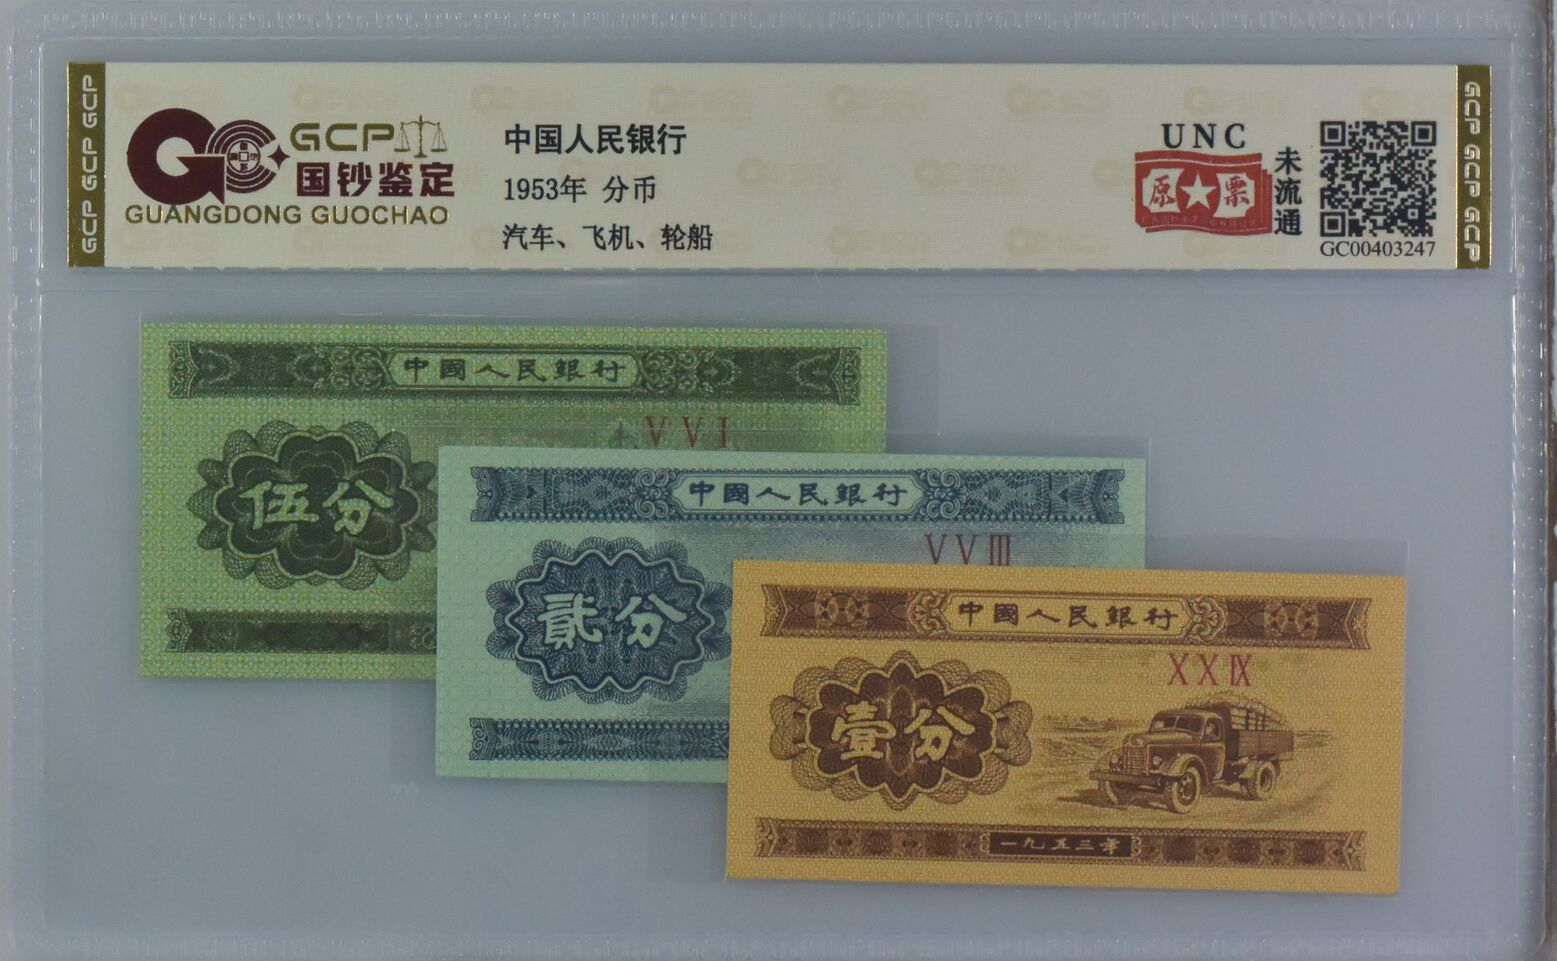 GCP GCP GCP
GCP
国钞鉴定
GUANGDONG GUOCHAO
中国人民银行
1953年 分币
汽车、飞机、轮船
UNC
原★票
未流通
GC00403247
GCP GCP GCP
中國人民銀行
VVI
伍分
中國人民銀行
VVIII
貳分
中國人民銀行
XXIX
壹分
一九五三年